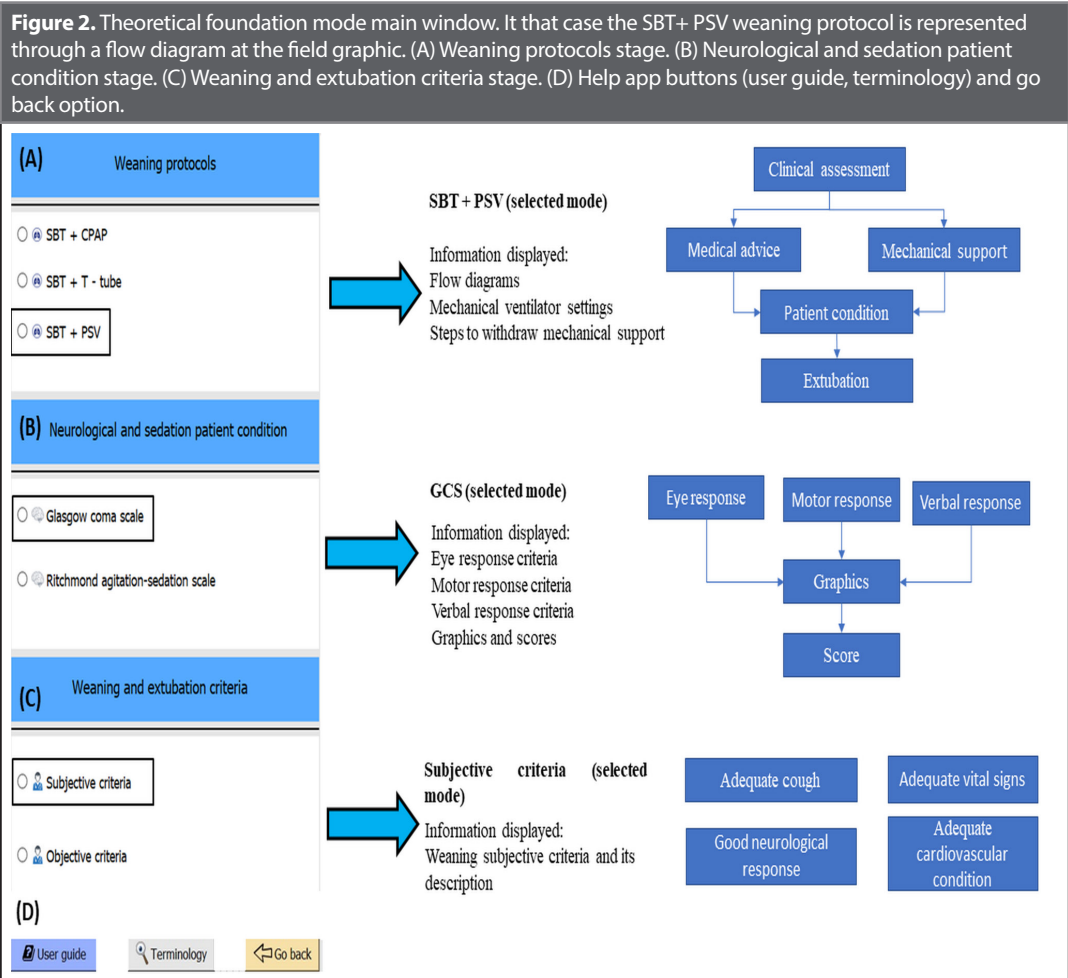 Figure 2. Theoretical foundation mode main window. It that case the SBT+ PSV weaning protocol is represented
through a flow diagram at the field graphic. (A) Weaning protocols stage. (B) Neurological and sedation patient
condition stage. (C) Weaning and extubation criteria stage. (D) Help app buttons (user guide, terminology) and go
back option.
(A)
Weaning protocols
SBT + CPAP
SBT + T - tube
SBT + PSV
SBT + PSV (selected mode)
Information displayed:
Flow diagrams
Mechanical ventilator settings
Steps to withdraw mechanical support
Clinical assessment
Medical advice
Mechanical support
Patient condition
Extubation
(B) Neurological and sedation patient condition
Glasgow coma scale
Ritchmond agitation-sedation scale
GCS (selected mode)
Information displayed:
Eye response criteria
Motor response criteria
Verbal response criteria
Graphics and scores
Eye response
Motor response
Verbal response
Graphics
Score
(C)
Weaning and extubation criteria
Subjective criteria
Objective criteria
Subjective criteria (selected
mode)
Information displayed:
Weaning subjective criteria and its
description
Adequate cough
Adequate vital signs
Good neurological
response
Adequate
cardiovascular
condition
(D)
User guide
Terminology
Go back